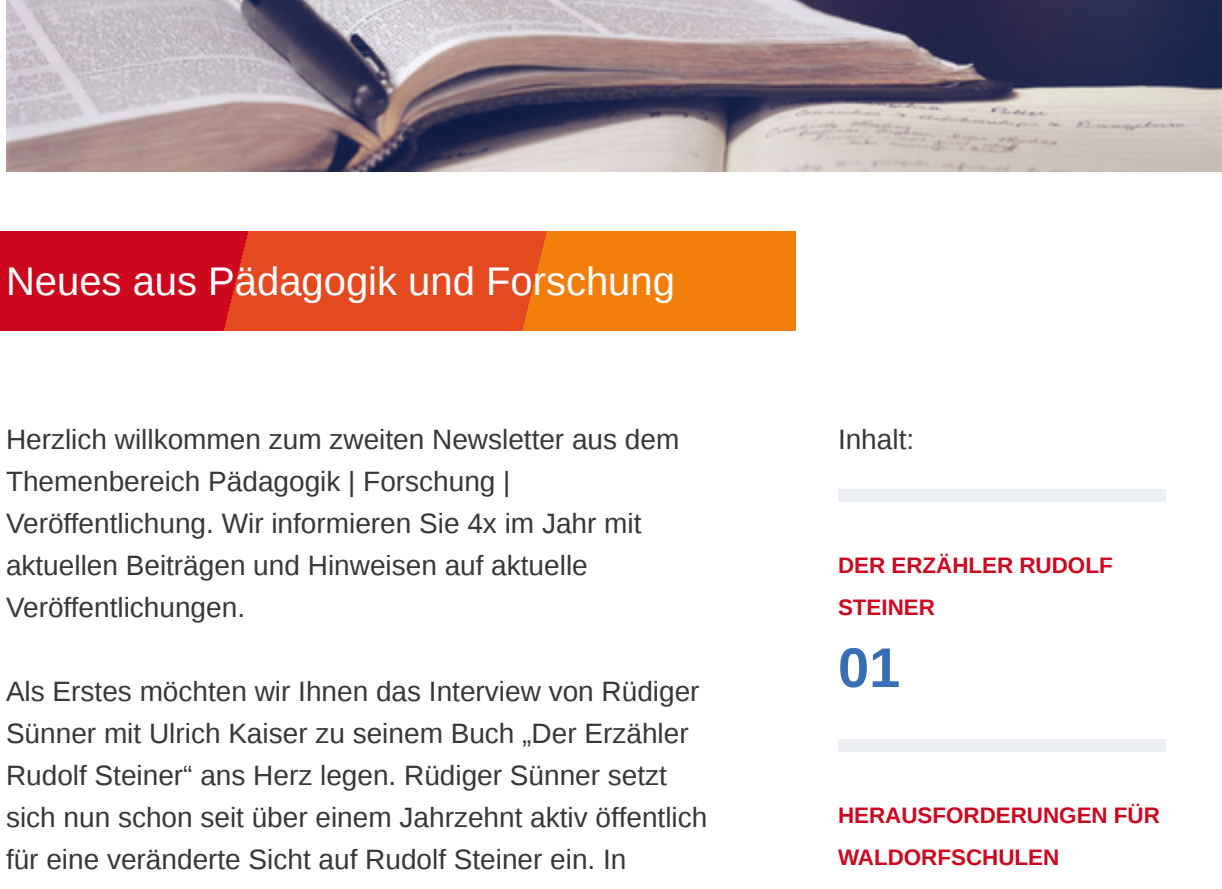 Neues aus Pädagogik und Forschung
Herzlich willkommen zum zweiten Newsletter aus dem
Themenbereich Pädagogik | Forschung |
Veröffentlichung. Wir informieren Sie 4x im Jahr mit
aktuellen Beiträgen und Hinweisen auf aktuelle
Veröffentlichungen.
Als Erstes möchten wir Ihnen das Interview von Rüdiger
Sünner mit Ulrich Kaiser zu seinem Buch „Der Erzähler
Rudolf Steiner“ ans Herz legen. Rüdiger Sünner setzt
sich nun schon seit über einem Jahrzehnt aktiv öffentlich
für eine veränderte Sicht auf Rudolf Steiner ein. In
Inhalt:
DER ERZÄHLER RUDOLF
STEINER
01
HERAUSFORDERUNGEN FÜR
WALDORFSCHULEN